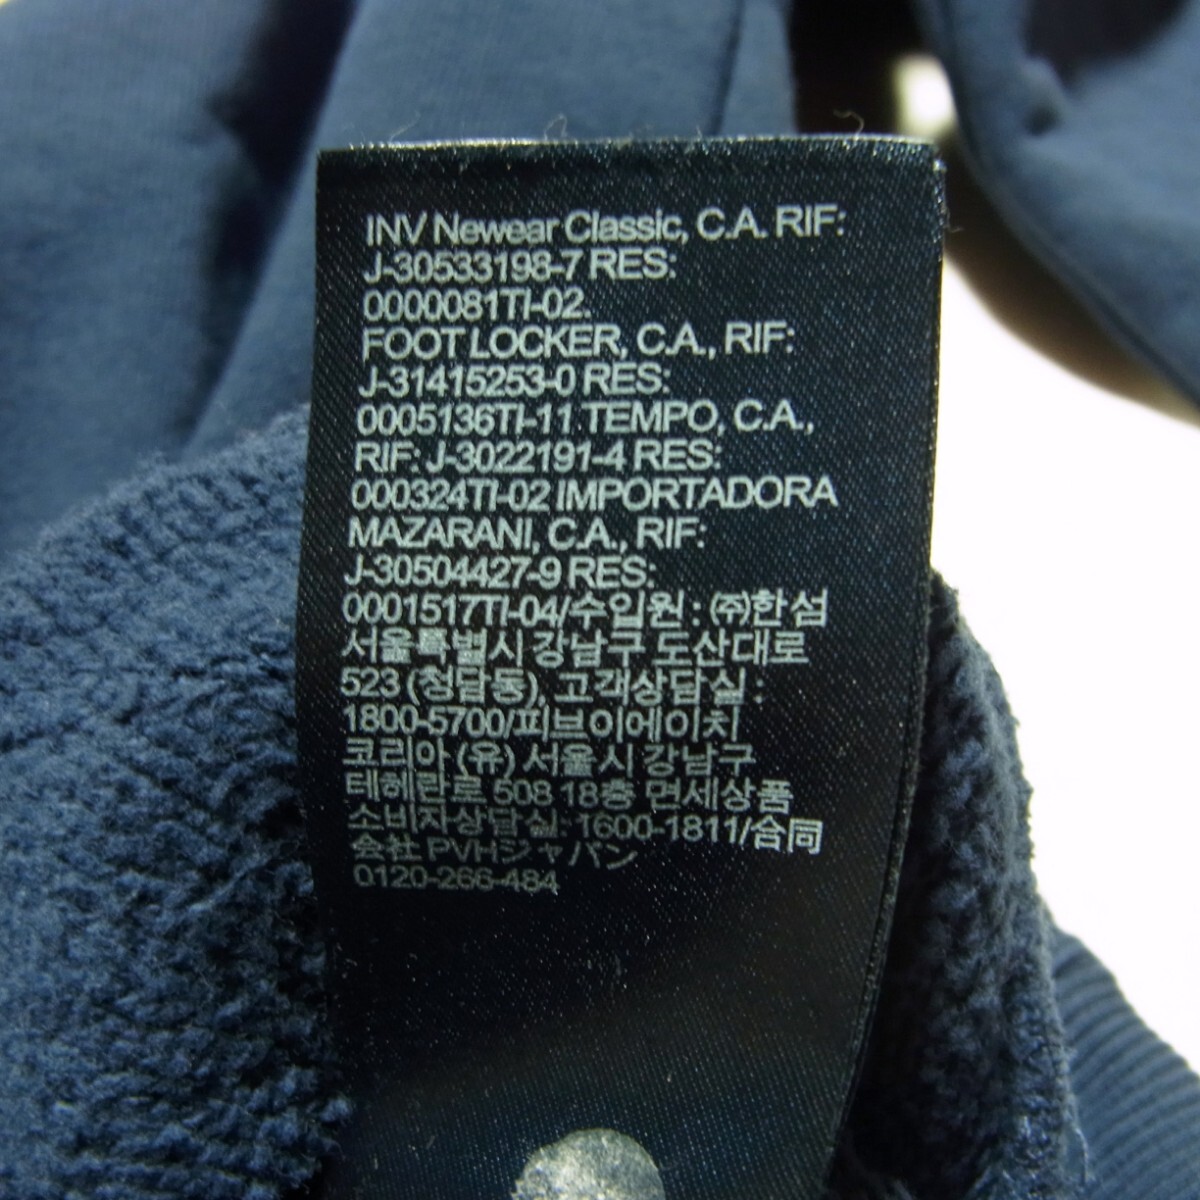 INV Newear Classic, C.A. RIF:
J-30533198-7 RES:
0000081TI-02.
FOOT LOCKER, C.A., RIF:
J-31415253-0 RES:
0005136TI-11 TEMPO, C.A.,
RIF: J-3022191-4 RES:
000324TI-02 IMPORTADORA
MAZARANI, C.A., RIF:
J-30504427-9 RES:
0001517TI-04/수입원 : ㈜한섬
서울특별시 강남구 도산대로
523 (청담동), 고객상담실 :
1800-5700/피브이에이치
코리아 (유) 서울시 강남구
테헤란로 508 18층 면세상품
소비자상담실: 1600-1811/合同
会社 PVHジャパン
0120-266-484